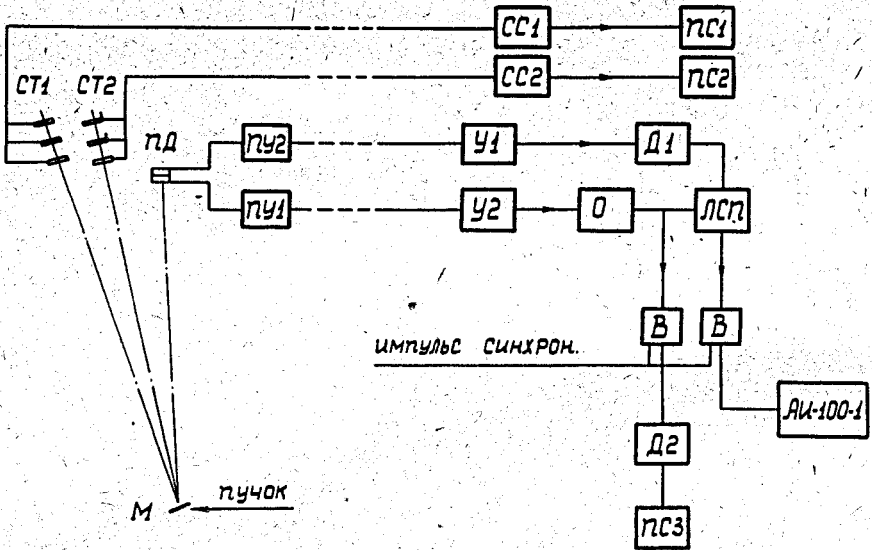 СС1
ПС1
СТ1
СТ2
СС2
ПС2
ПД
ПУ2
У1
Д1
ПУ1
У2
О
ЛСП
В
В
ИМПУЛЬС СИНХРОН.
АИ-100-1
Д2
М
ПУЧОК
ПС3